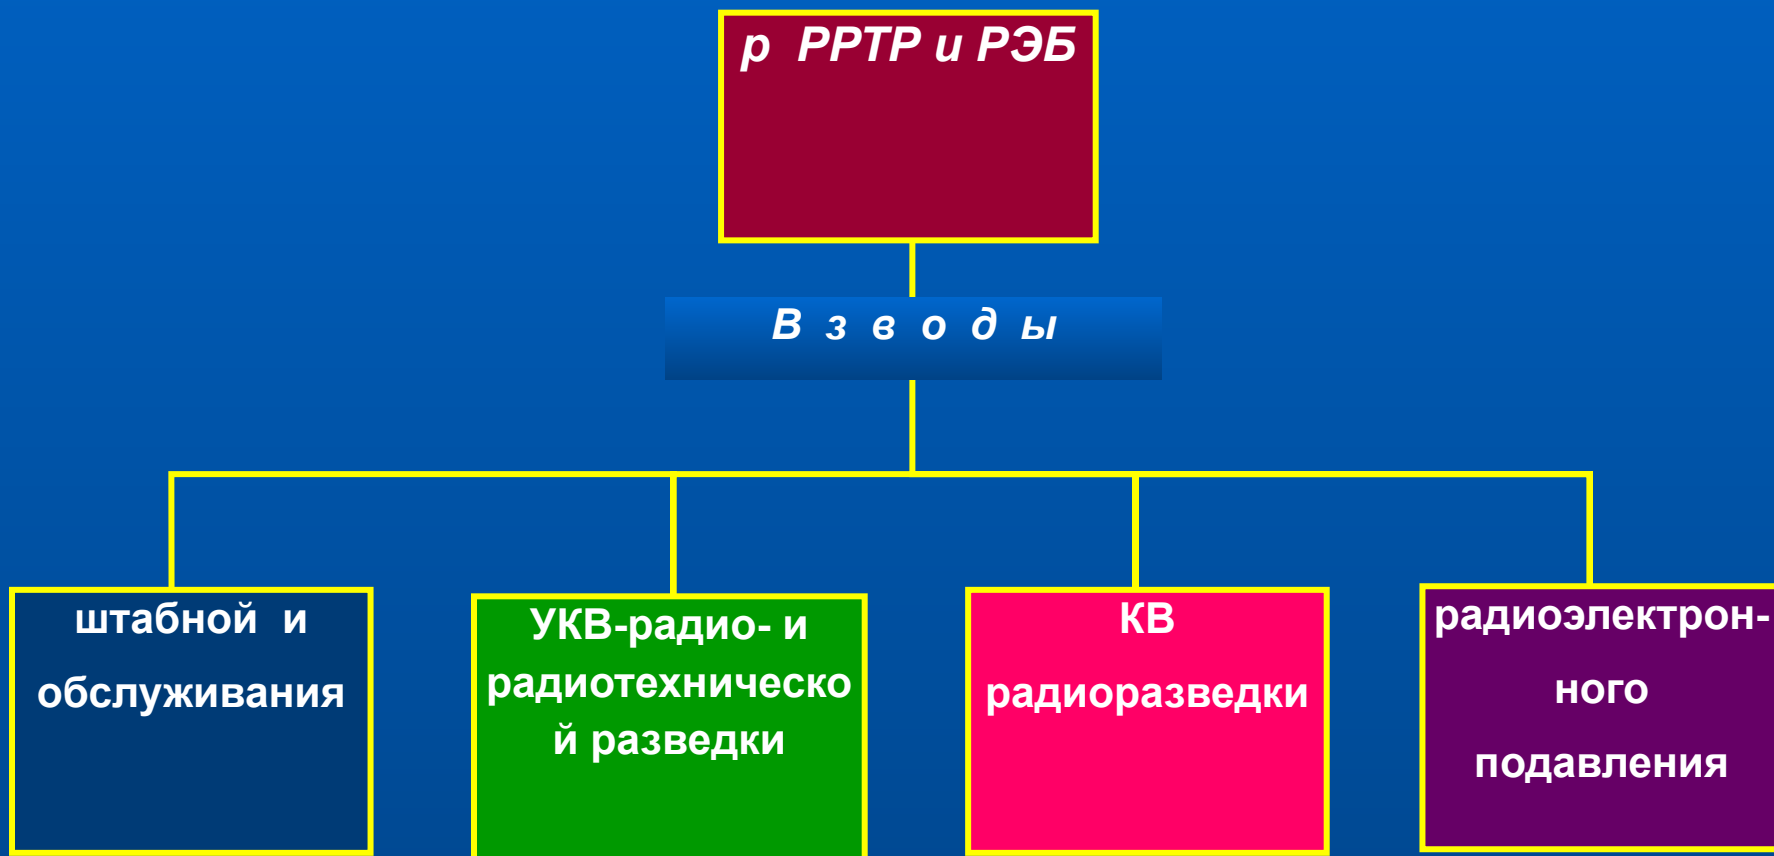 р РРТР и РЭБ
В з в о д ы
штабной и
обслуживания
УКВ-радио- и
радиотехническо
й разведки
КВ
радиоразведки
радиоэлектрон-
ного
подавления